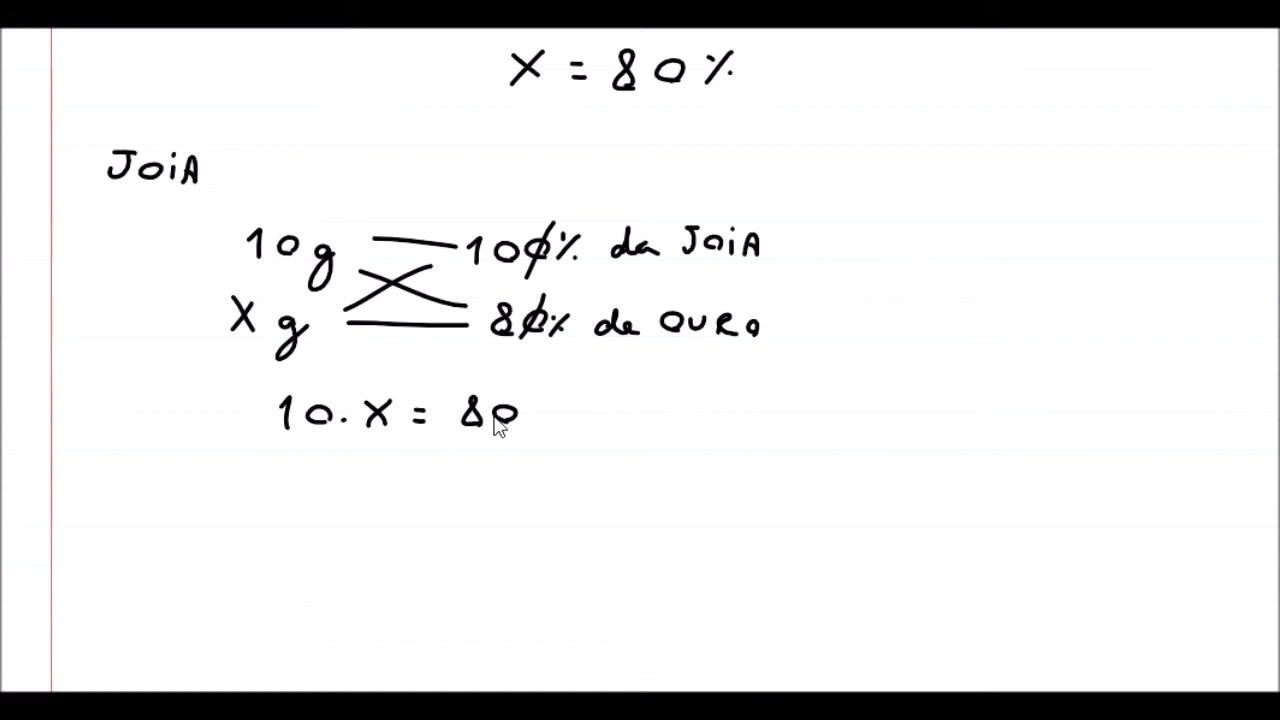 X = 80%
JOiA
10g 100% da JOiA
X g 80% de OURO
10. X = 80